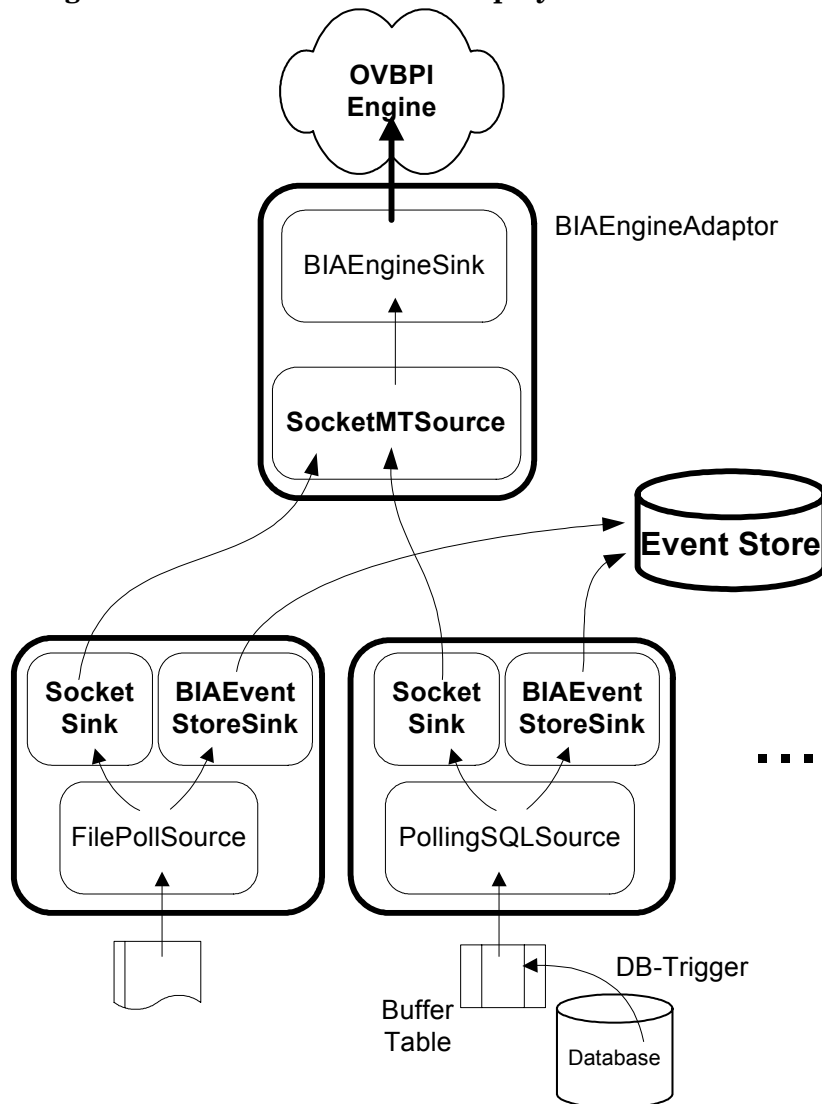 OVBPI
Engine
BIAEngineAdaptor
BIAEngineSink
SocketMTSource
Event Store
Socket
Sink
BIAEvent
StoreSink
Socket
Sink
BIAEvent
StoreSink
...
FilePollSource
PollingSQLSource
DB-Trigger
Buffer
Table
Database